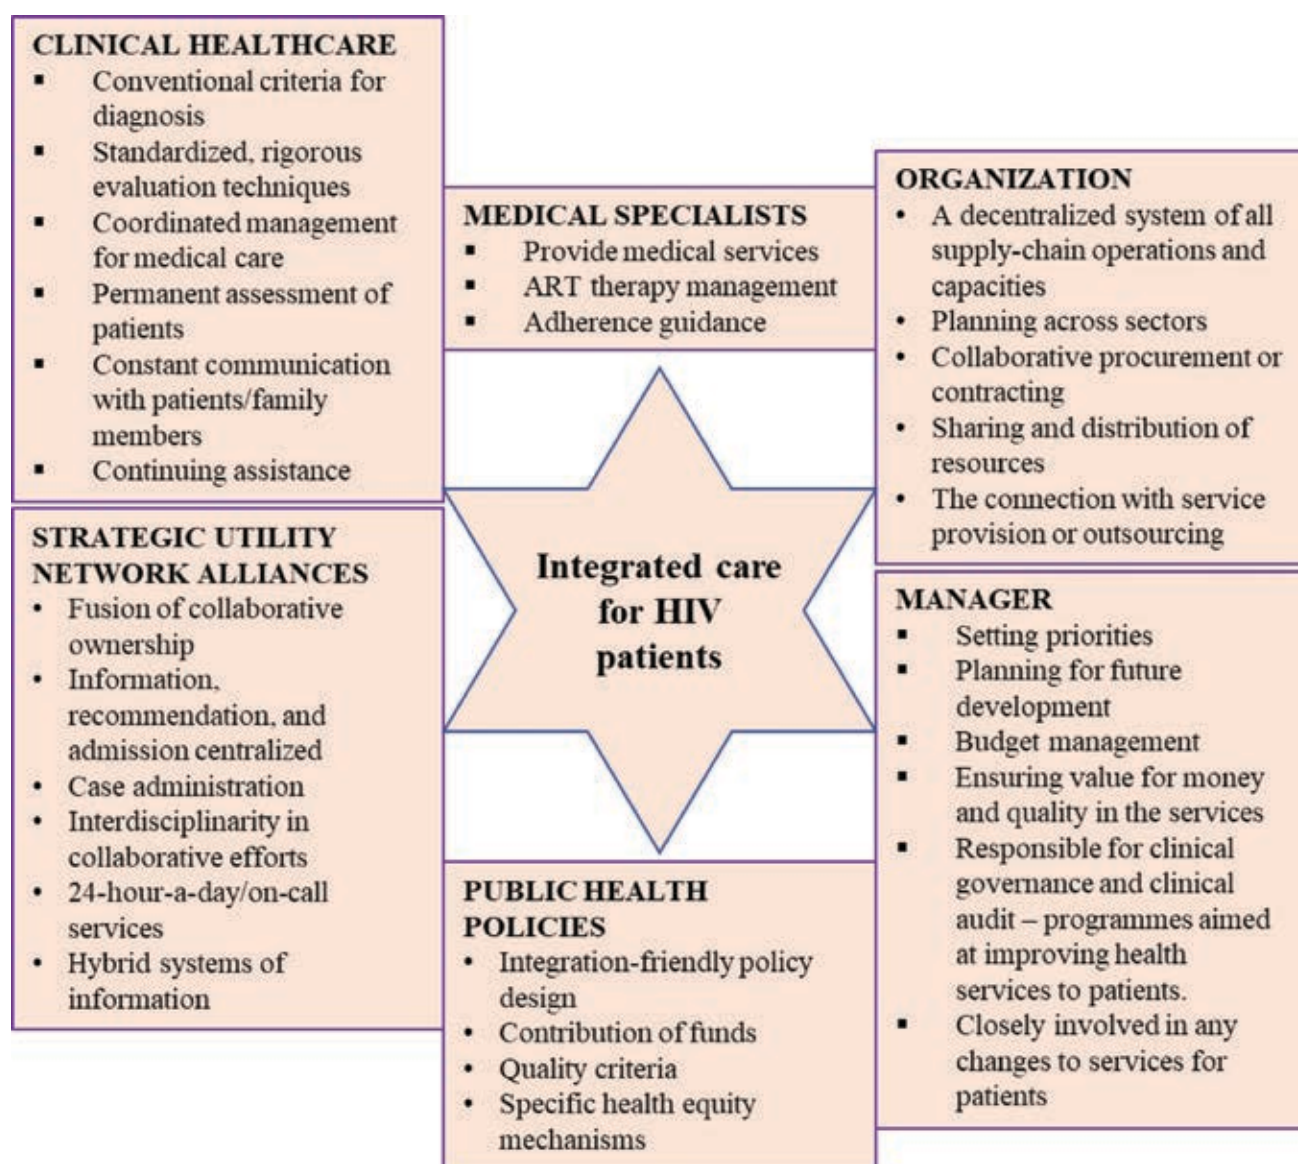 CLINICAL HEALTHCARE
▪ Conventional criteria for
diagnosis
▪ Standardized, rigorous
evaluation techniques
▪ Coordinated management
for medical care
▪ Permanent assessment of
patients
▪ Constant communication
with patients/family
members
▪ Continuing assistance
MEDICAL SPECIALISTS
▪ Provide medical services
▪ ART therapy management
▪ Adherence guidance
ORGANIZATION
• A decentralized system of all
supply-chain operations and
capacities
• Planning across sectors
• Collaborative procurement or
contracting
• Sharing and distribution of
resources
• The connection with service
provision or outsourcing
Integrated care
for HIV
patients
STRATEGIC UTILITY
NETWORK ALLIANCES
• Fusion of collaborative
ownership
• Information,
recommendation, and
admission centralized
• Case administration
• Interdisciplinarity in
collaborative efforts
• 24-hour-a-day/on-call
services
• Hybrid systems of
information
PUBLIC HEALTH
POLICIES
• Integration-friendly policy
design
• Contribution of funds
• Quality criteria
• Specific health equity
mechanisms
MANAGER
▪ Setting priorities
▪ Planning for future
development
▪ Budget management
▪ Ensuring value for money
and quality in the services
▪ Responsible for clinical
governance and clinical
audit – programmes aimed
at improving health
services to patients.
▪ Closely involved in any
changes to services for
patients